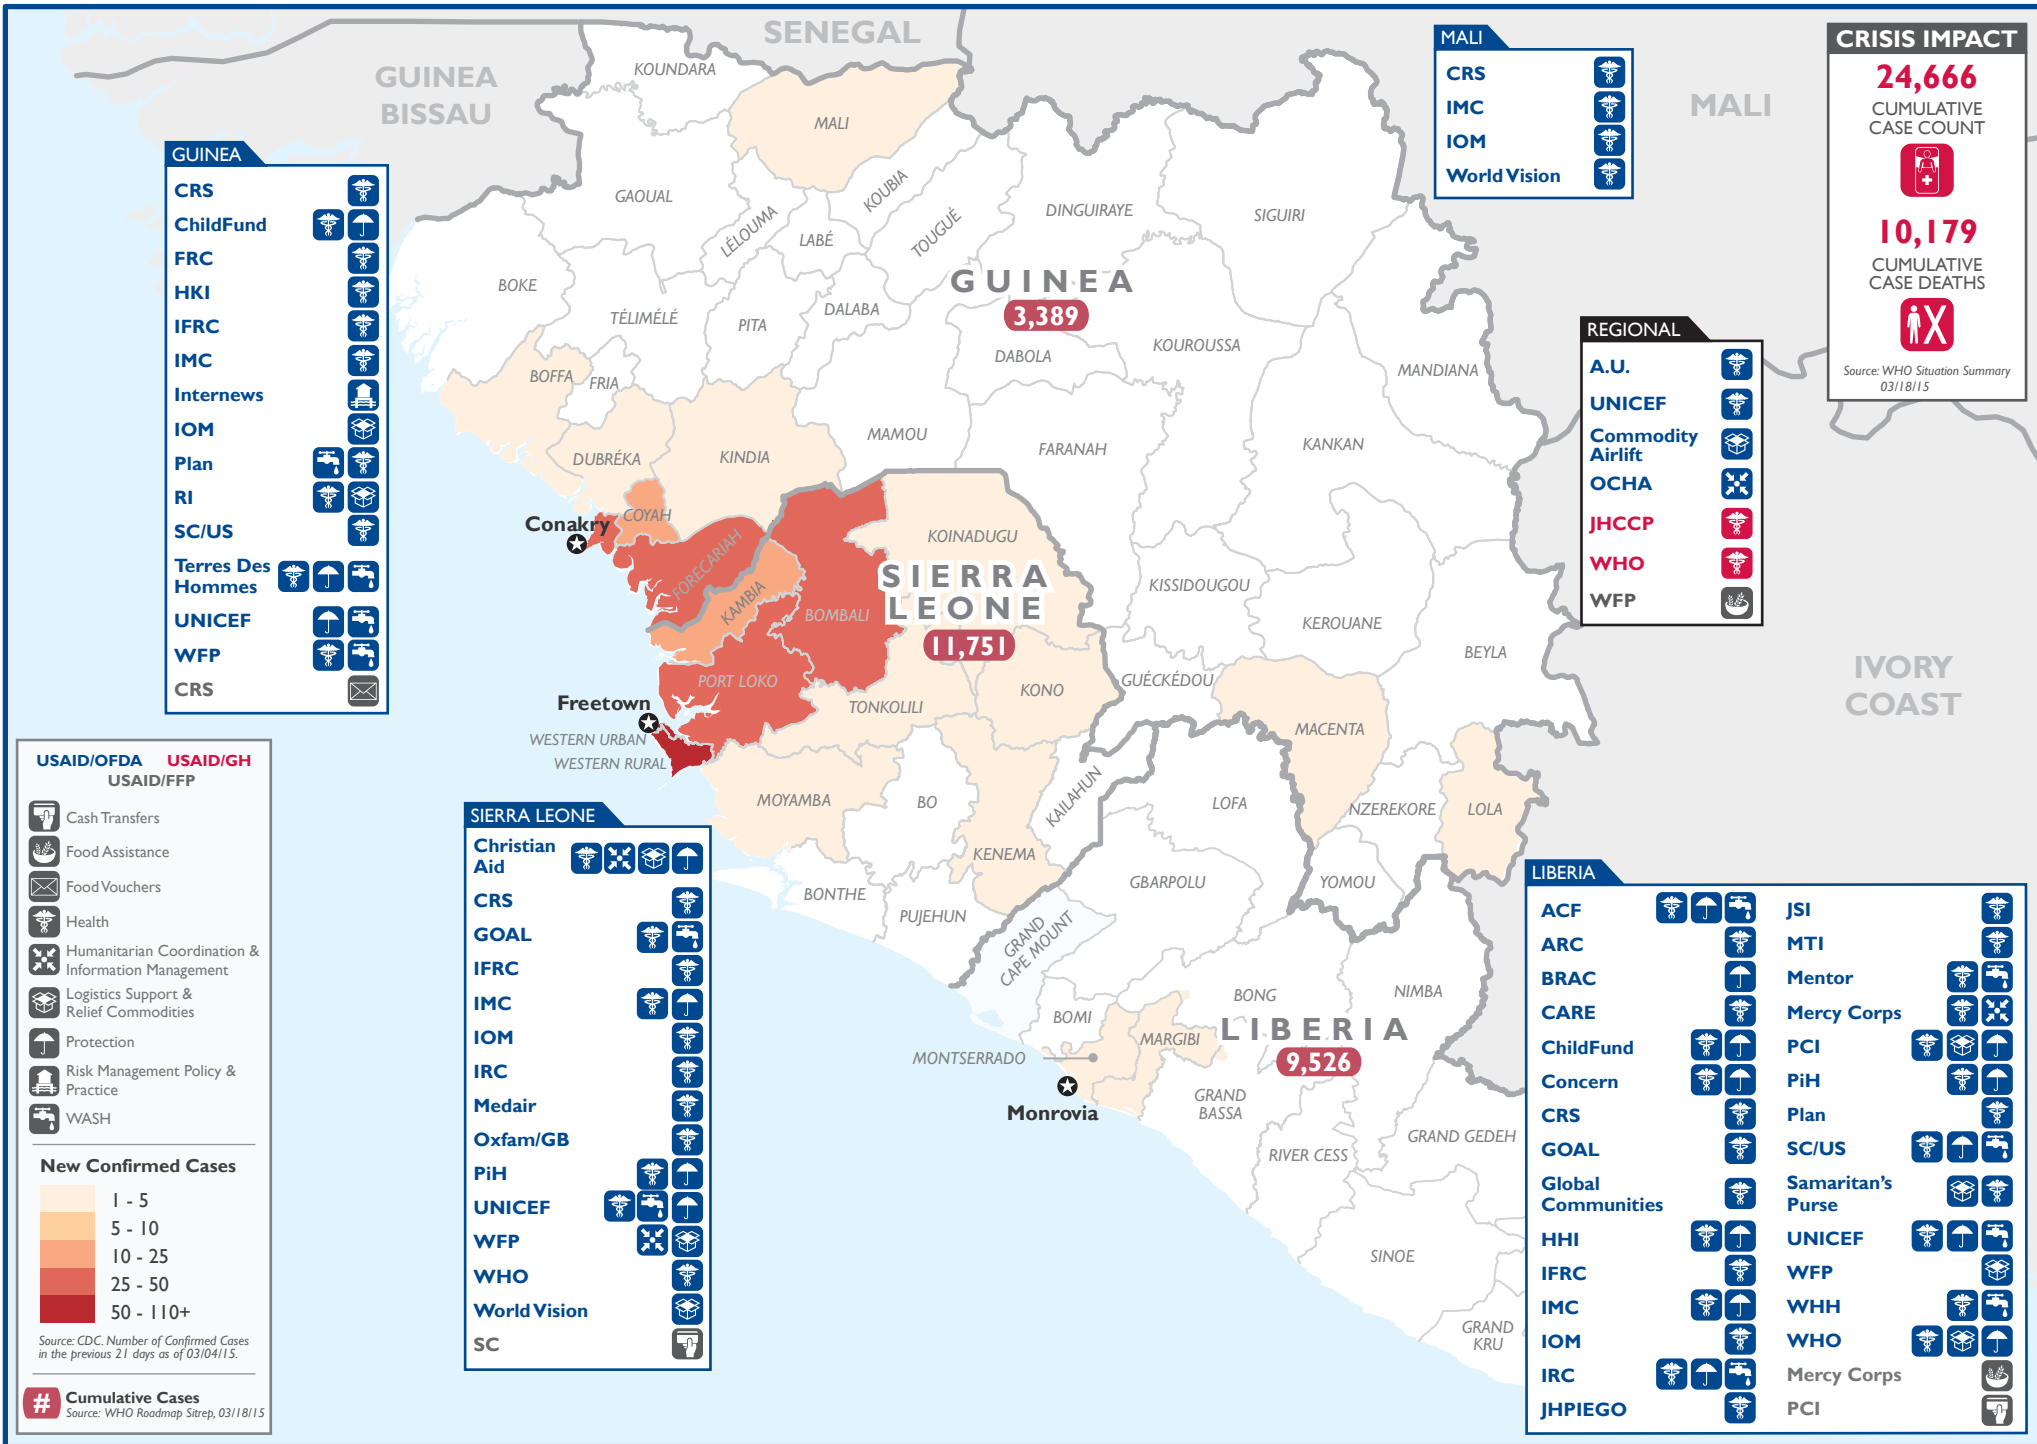 SENEGAL
GUINEA
BISSAU
MALI
IVORY
COAST
CRISIS IMPACT
24,666
CUMULATIVE
CASE COUNT
10,179
CUMULATIVE
CASE DEATHS
Source: WHO Situation Summary
03/18/15
MALI
CRS
IMC
IOM
World Vision
GUINEA
CRS
ChildFund
FRC
HKI
IFRC
IMC
Internews
IOM
Plan
RI
SC/US
Terres Des
Hommes
UNICEF
WFP
CRS
REGIONAL
A.U.
UNICEF
Commodity
Airlift
OCHA
JHCCP
WHO
WFP
KOUNDARA
MALI
GAOUAL
KOUBIA
LÉLOUMA
LABÉ
TOUGUÉ
DINGUIRAYE
SIGUIRI
BOKE
TÉLIMÉLÉ
PITA
DALABA
GUINEA
3,389
DABOLA
KOUROUSSA
MANDIANA
BOFFA
FRIA
DUBRÉKA
KINDIA
MAMOU
FARANAH
KANKAN
Conakry
COYAH
FORECARIAH
KISSIDOUGOU
KEROUANE
BEYLA
GUÉCKÉDOU
MACENTA
NZEREKORE
LOLA
YOMOU
KOINADUGU
SIERRA
LEONE
11,751
KAMBIA
BOMBALI
PORT LOKO
TONKOLILI
KONO
Freetown
WESTERN URBAN
WESTERN RURAL
MOYAMBA
BO
KAILAHUN
KENEMA
BONTHE
PUJEHUN
LOFA
GBARPOLU
GRAND
CAPE MOUNT
BOMI
BONG
NIMBA
MARGIBI
MONTSERRADO
LIBERIA
9,526
Monrovia
GRAND
BASSA
RIVER CESS
GRAND GEDEH
SINOE
GRAND
KRU
USAID/OFDA USAID/GH
USAID/FFP
Cash Transfers
Food Assistance
Food Vouchers
Health
Humanitarian Coordination &
Information Management
Logistics Support &
Relief Commodities
Protection
Risk Management Policy &
Practice
WASH
New Confirmed Cases
1 - 5
5 - 10
10 - 25
25 - 50
50 - 110+
Source: CDC. Number of Confirmed Cases
in the previous 21 days as of 03/04/15.
# Cumulative Cases
Source: WHO Roadmap Sitrep, 03/18/15
SIERRA LEONE
Christian
Aid
CRS
GOAL
IFRC
IMC
IOM
IRC
Medair
Oxfam/GB
PiH
UNICEF
WFP
WHO
World Vision
SC
LIBERIA
ACF
ARC
BRAC
CARE
ChildFund
Concern
CRS
GOAL
Global
Communities
HHI
IFRC
IMC
IOM
IRC
JHPIEGO
JSI
MTI
Mentor
Mercy Corps
PCI
PiH
Plan
SC/US
Samaritan's
Purse
UNICEF
WFP
WHH
WHO
Mercy Corps
PCI